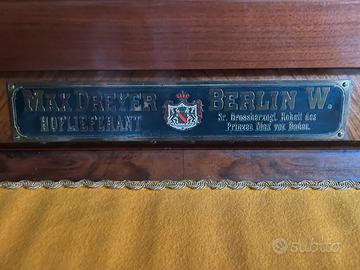 MAX DREYER BERLIN W.
HOFLIEFERANT
Sr. Grossherzogl. Hoheit des
Prinzen Max von Baden.
subito